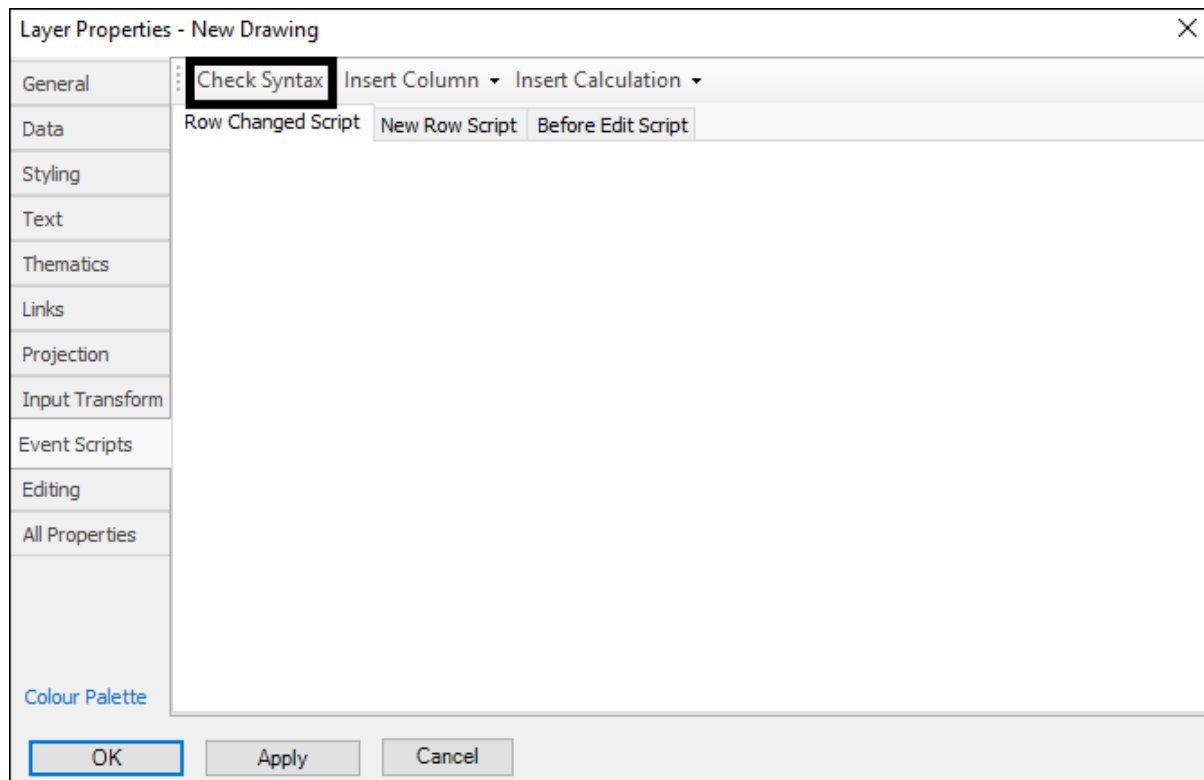 Layer Properties - New Drawing
General
Data
Styling
Text
Thematics
Links
Projection
Input Transform
Event Scripts
Editing
All Properties
Colour Palette
Check Syntax Insert Column Insert Calculation
Row Changed Script New Row Script Before Edit Script
OK Apply Cancel